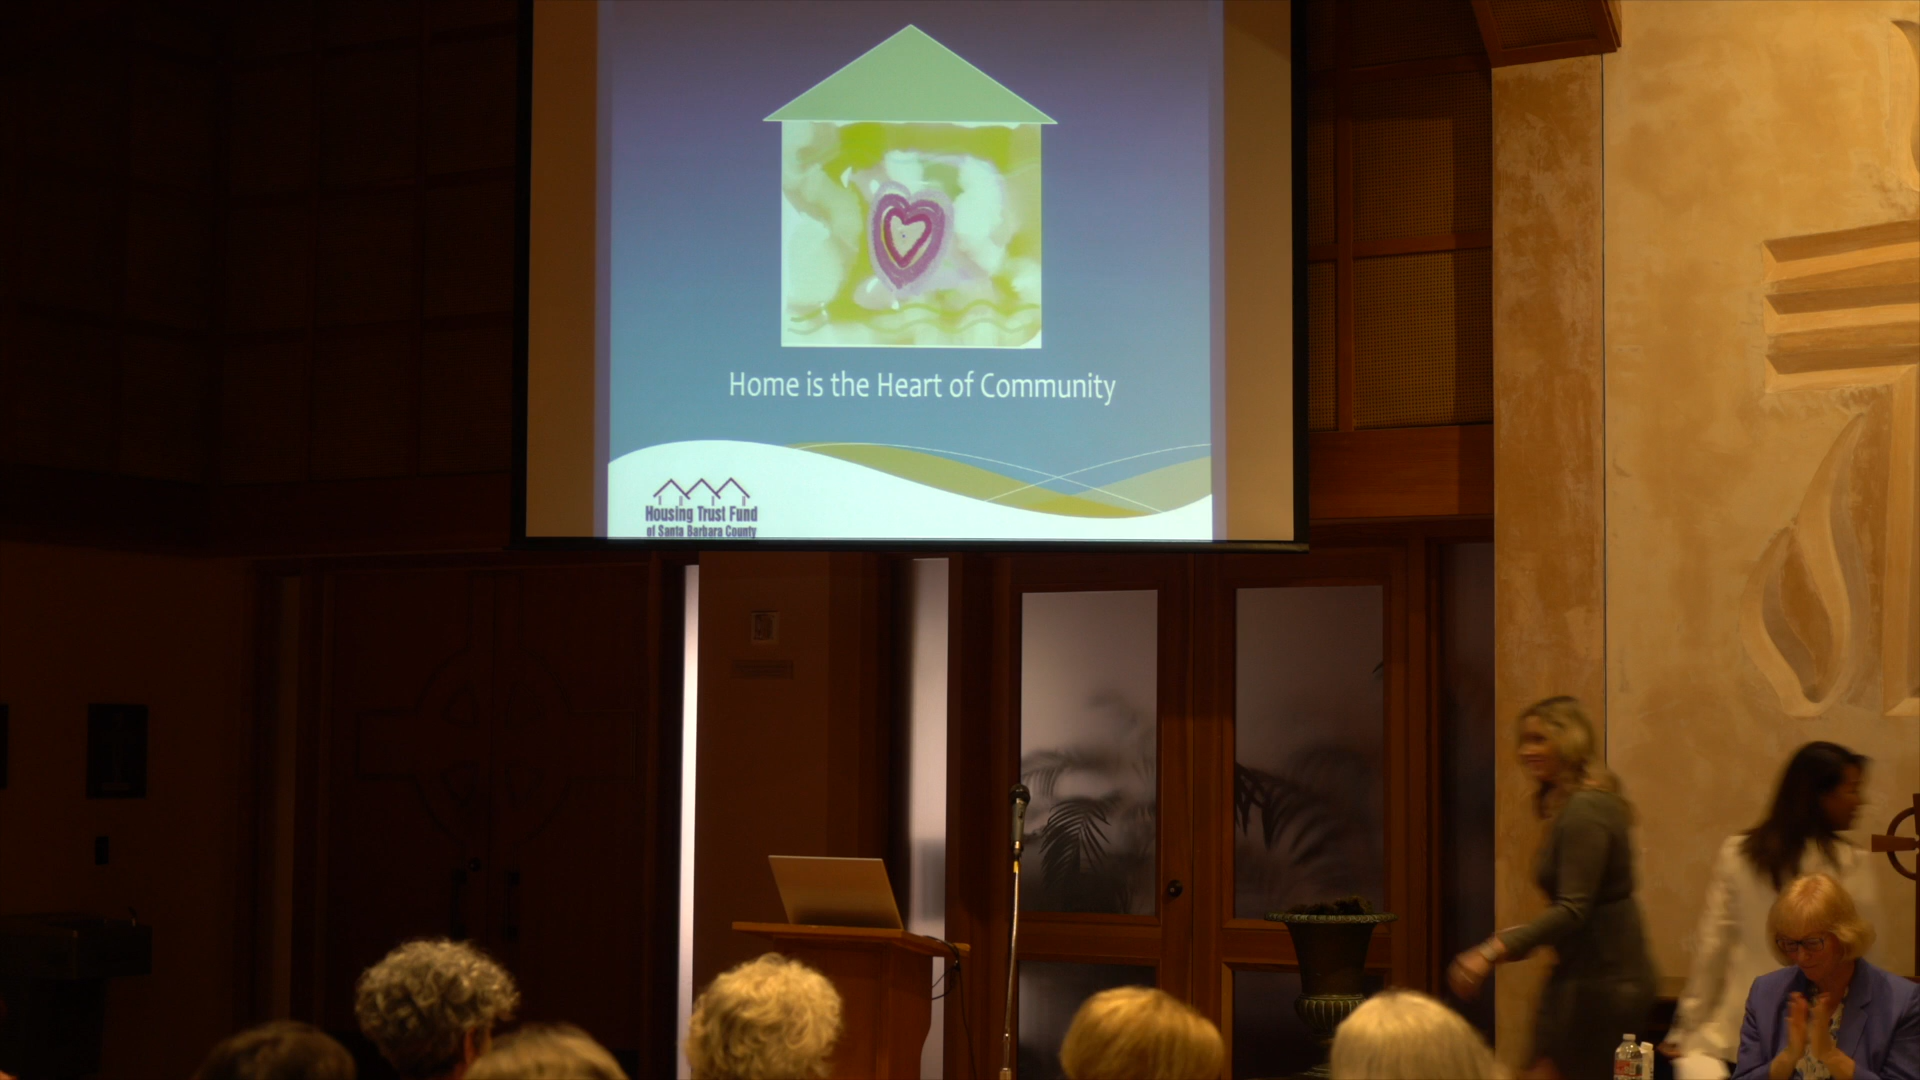 Home is the Heart of Community
Housing Trust Fund
of Santa Barbara County